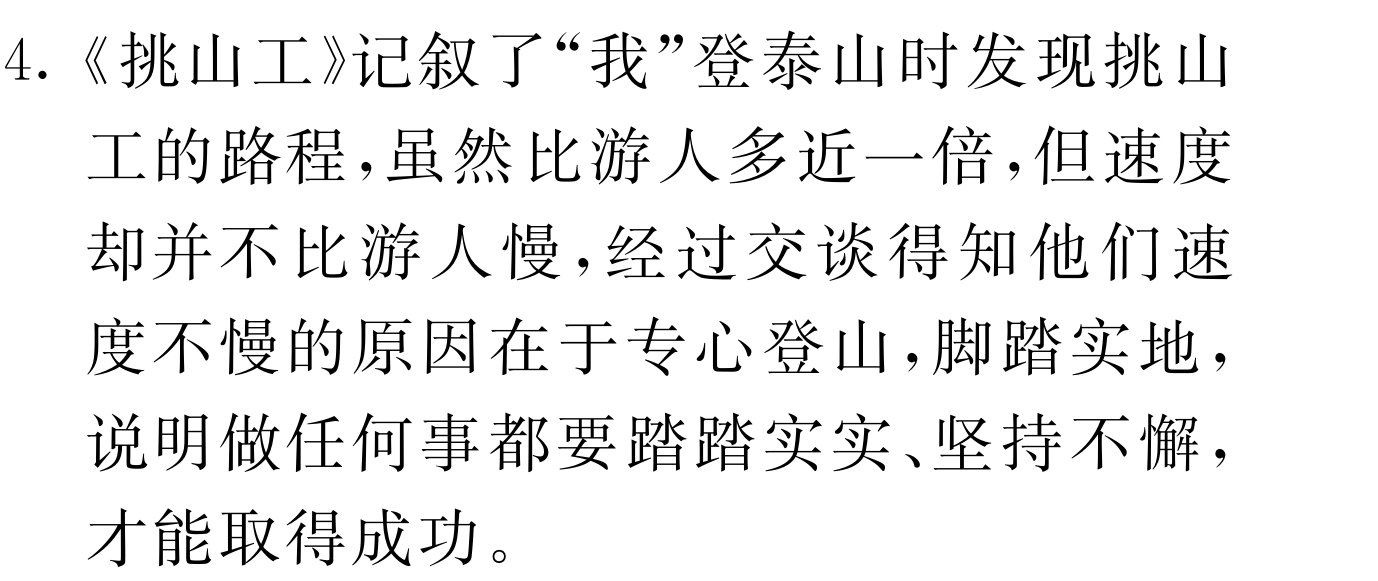 4.《挑山工》记叙了“我”登泰山时发现挑山
工的路程,虽然比游人多近一倍,但速度
却并不比游人慢,经过交谈得知他们速
度不慢的原因在于专心登山,脚踏实地,
说明做任何事都要踏踏实实、坚持不懈,
才能取得成功。